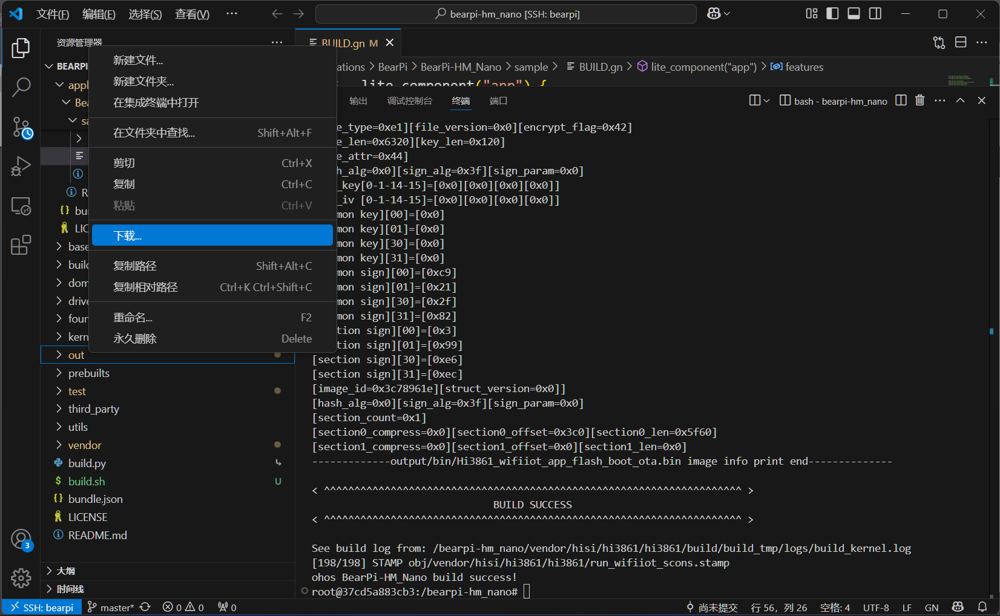 文件(F) 编辑(E) 选择(S) 查看(V) ··· bearpi-hm_nano [SSH: bearpi]
资源管理器 ···
BUILD.gn M
BEARPI
appl
Bea
sa
R
bun
LIC
base
build
dom
drive
foun
kern
out
prebuilts
test
third_party
utils
vendor
build.py
build.sh U
bundle.json
LICENSE
README.md
大纲
时间线
新建文件...
新建文件夹...
在集成终端中打开
在文件夹中查找... Shift+Alt+F
剪切 Ctrl+X
复制 Ctrl+C
粘贴 Ctrl+V
下载...
复制路径 Shift+Alt+C
复制相对路径 Ctrl+K Ctrl+Shift+C
重命名... F2
永久删除 Delete
ations > BearPi > BearPi-HM_Nano > sample > BUILD.gn > lite_component("app") > features
lite_component("app") {
输出 调试控制台 终端 端口 bash - bearpi-hm_nano
e_type=0xe1][file_version=0x0][encrypt_flag=0x42]
e_len=0x6320][key_len=0x120]
e_attr=0x44]
h_alg=0x0][sign_alg=0x3f][sign_param=0x0]
_key[0-1-14-15]=[0x0][0x0][0x0][0x0]]
_iv [0-1-14-15]=[0x0][0x0][0x0][0x0]]
mon key][00]=[0x0]
mon key][01]=[0x0]
mon key][30]=[0x0]
mon key][31]=[0x0]
mon sign][00]=[0xc9]
mon sign][01]=[0x21]
mon sign][30]=[0x2f]
mon sign][31]=[0x82]
tion sign][00]=[0x3]
tion sign][01]=[0x99]
[section sign][30]=[0xe6]
[section sign][31]=[0xec]
[image_id=0x3c78961e][struct_version=0x0]]
[hash_alg=0x0][sign_alg=0x3f][sign_param=0x0]
[section_count=0x1]
[section0_compress=0x0][section0_offset=0x3c0][section0_len=0x5f60]
[section1_compress=0x0][section1_offset=0x0][section1_len=0x0]
-------------output/bin/Hi3861_wifiiot_app_flash_boot_ota.bin image info print end--------------
< ^^^^^^^^^^^^^^^^^^^^^^^^^^^^^^^^^^^^^^^^^^^^^^^^^^^^^^^^^^^^^^^^^^^^^ >
BUILD SUCCESS
< ^^^^^^^^^^^^^^^^^^^^^^^^^^^^^^^^^^^^^^^^^^^^^^^^^^^^^^^^^^^^^^^^^^^^^ >
See build log from: /bearpi-hm_nano/vendor/hisi/hi3861/hi3861/build/build_tmp/logs/build_kernel.log
[198/198] STAMP obj/vendor/hisi/hi3861/hi3861/run_wifiiot_scons.stamp
ohos BearPi-HM_Nano build success!
root@37cd5a883cb3:/bearpi-hm_nano#
3
SSH: bearpi master* 0 0 0 尚未提交 行 56，列 26 空格: 4 UTF-8 LF GN